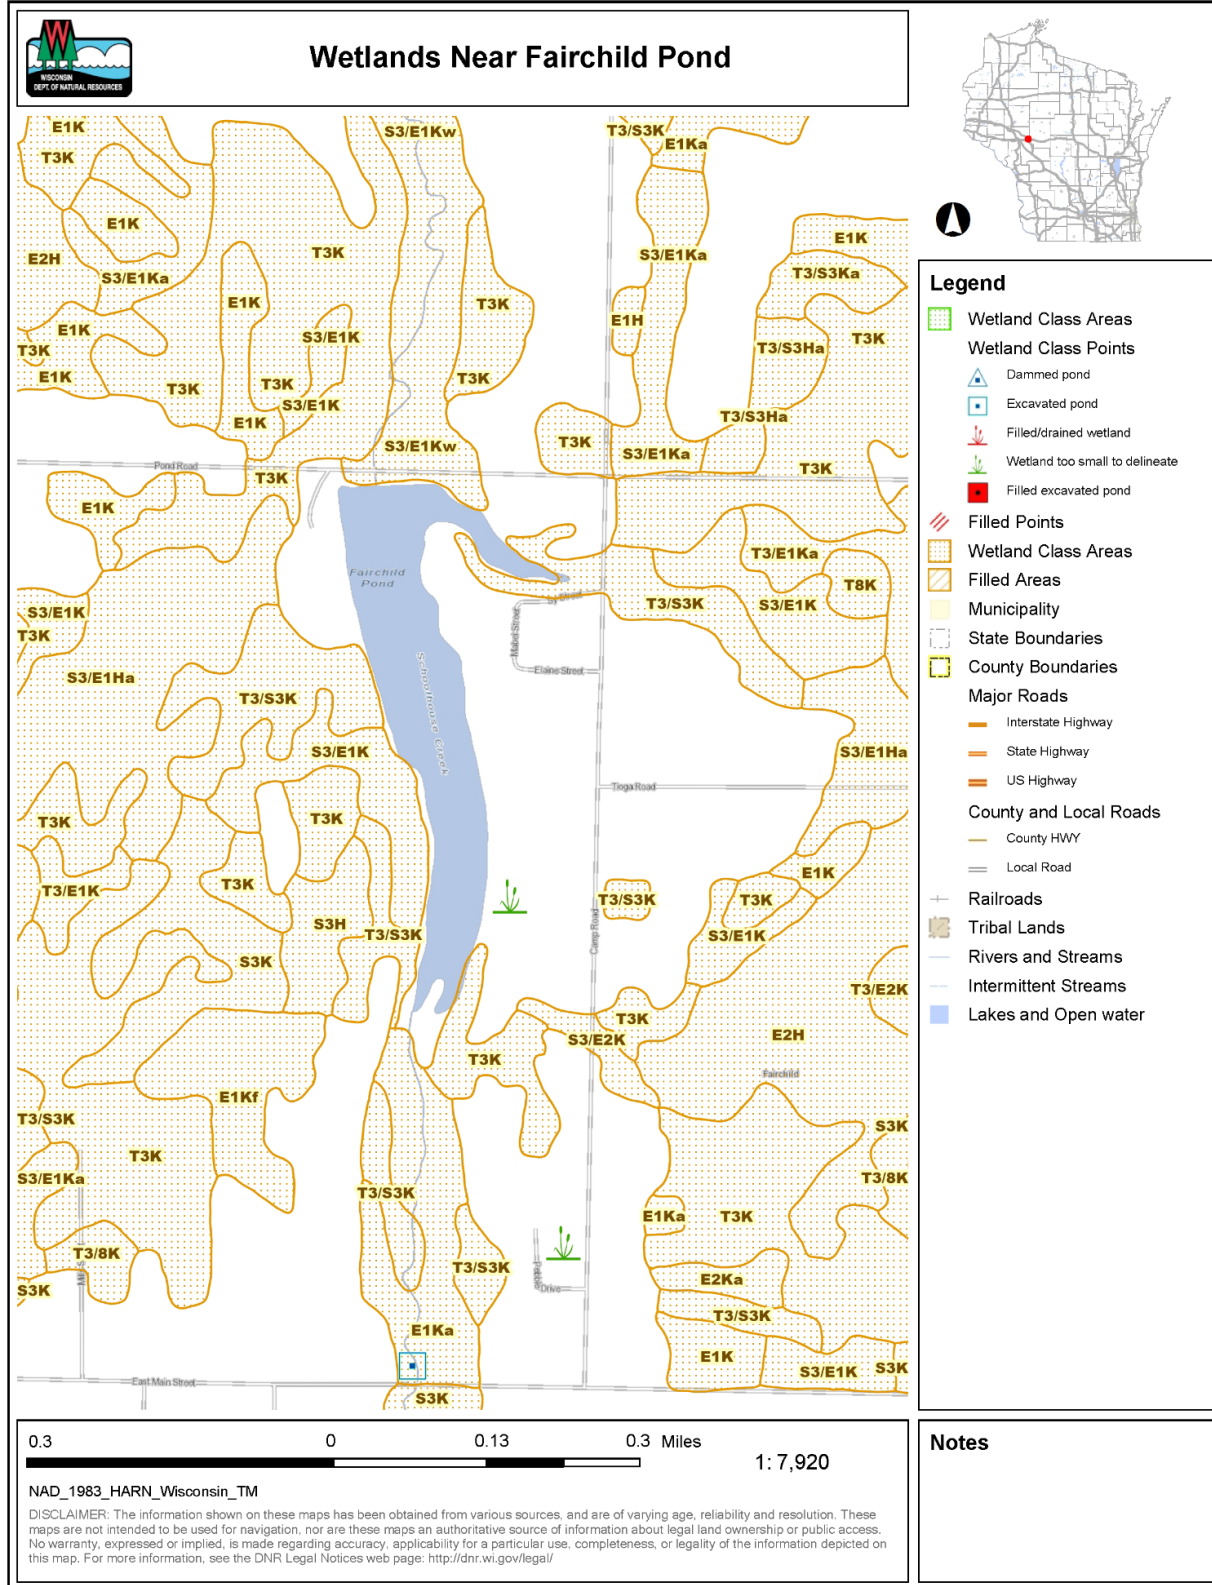 WISCONSIN
DEPT. OF NATURAL RESOURCES
Wetlands Near Fairchild Pond
E1K
T3K
S3/E1Kw
T3/S3K
E1Ka
E1K
E2H
S3/E1Ka
T3K
S3/E1Ka
E1K
T3/S3Ka
E1K
T3K
E1H
E1K
S3/E1K
T3K
T3K
T3/S3Ha
E1K
T3K
T3K
T3K
T3K
S3/E1K
E1K
T3/S3Ha
S3/E1Kw
T3K
S3/E1Ka
Pond Road
T3K
T3K
E1K
T3/E1Ka
Fairchild
Pond
T8K
T3/S3K
S3/E1K
S3/E1K
T3K
Mabel Street
Elaine Street
S3/E1Ha
T3/S3K
Schoolhouse Creek
S3/E1K
S3/E1Ha
Tioga Road
T3K
T3K
E1K
T3K
T3/E1K
T3/S3K
T3K
S3H
T3/S3K
Camp Road
S3/E1K
S3K
T3/E2K
T3K
S3/E2K
E2H
T3K
Fairchild
E1Kf
T3/S3K
S3K
T3K
S3/E1Ka
T3/S3K
T3/8K
E1Ka
T3K
T3/8K
T3/S3K
E2Ka
S3K
Drive
T3/S3K
E1Ka
E1K
S3/E1K
S3K
East Main Street
S3K
Legend
Wetland Class Areas
Wetland Class Points
Dammed pond
Excavated pond
Filled/drained wetland
Wetland too small to delineate
Filled excavated pond
Filled Points
Wetland Class Areas
Filled Areas
Municipality
State Boundaries
County Boundaries
Major Roads
Interstate Highway
State Highway
US Highway
County and Local Roads
County HWY
Local Road
Railroads
Tribal Lands
Rivers and Streams
Intermittent Streams
Lakes and Open water
0.3 0 0.13 0.3 Miles
1: 7,920
NAD_1983_HARN_Wisconsin_TM
DISCLAIMER: The information shown on these maps has been obtained from various sources, and are of varying age, reliability and resolution. These
maps are not intended to be used for navigation, nor are these maps an authoritative source of information about legal land ownership or public access.
No warranty, expressed or implied, is made regarding accuracy, applicability for a particular use, completeness, or legality of the information depicted on
this map. For more information, see the DNR Legal Notices web page: http://dnr.wi.gov/legal/
Notes